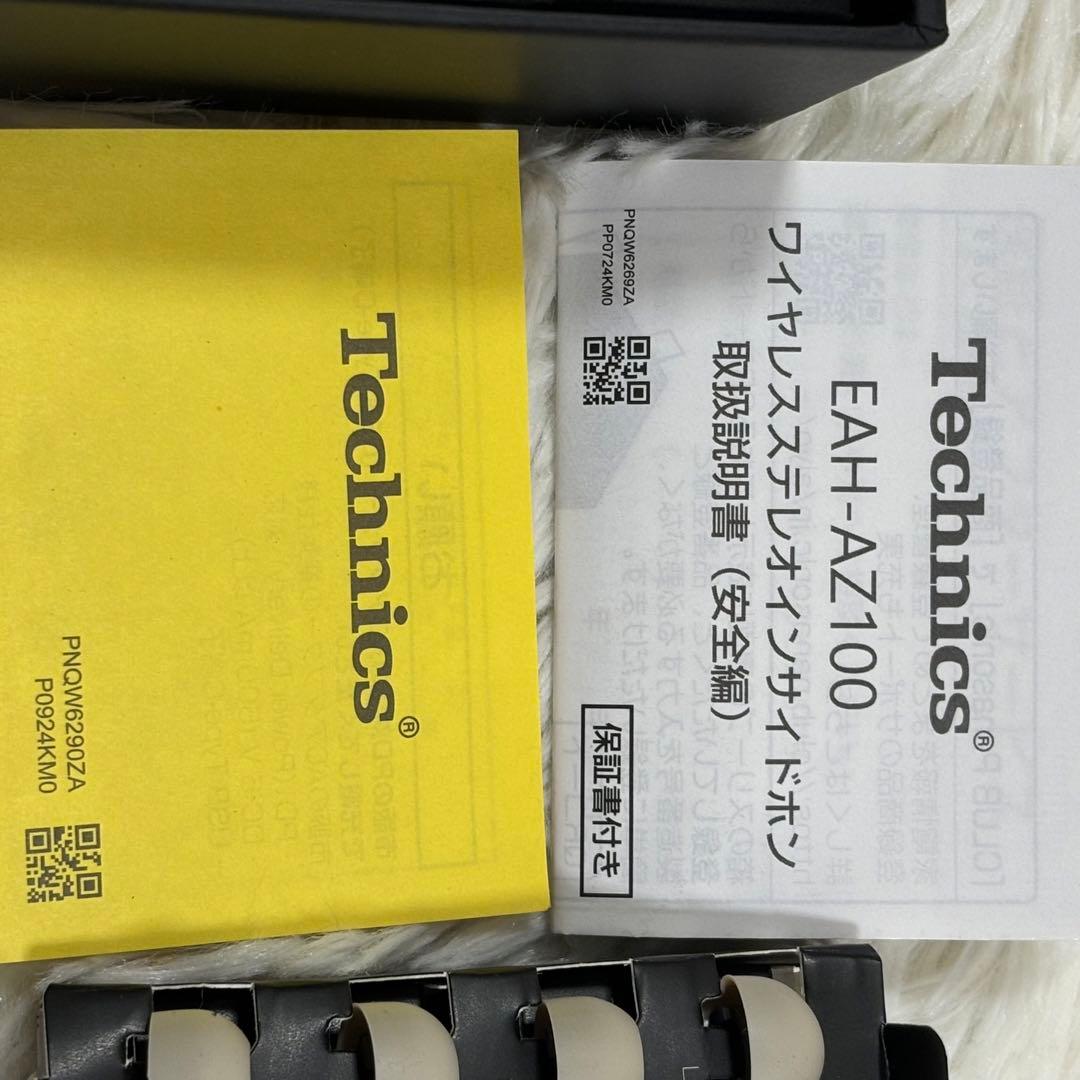 Technics®
PNQW6290ZA
P0924KM0
Technics®
EAH-AZ100
ワイヤレスステレオインサイドホン
取扱説明書（安全編）
保証書付き
PNQW6269ZA
PP0724KM0
L